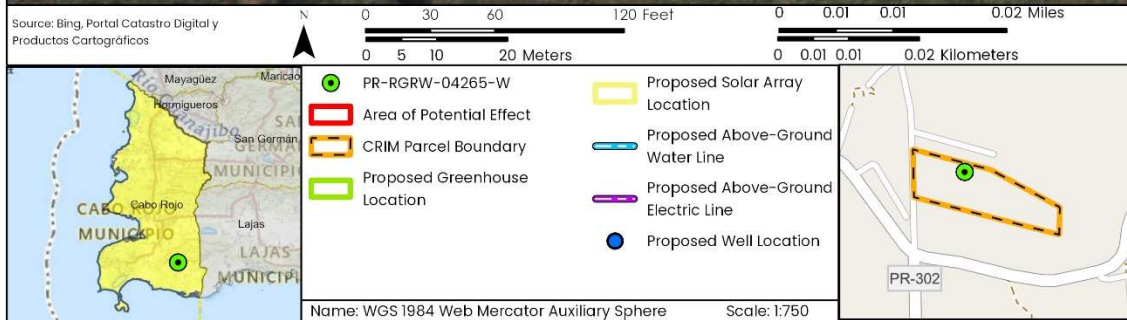 Source: Bing, Portal Catastro Digital y
Productos Cartográficos
N
0 30 60 120 Feet
0 5 10 20 Meters
0 0.01 0.01 0.02 Miles
0 0.01 0.01 0.02 Kilometers
Mayagüez
Maricao
Hormigueros
Río Guanajibo
San Germán
MUNICIPIO
Cabo Rojo
CABO ROJO
MUNICIPIO
Lajas
LAJAS
MUNICIPI
PR-RGRW-04265-W
Area of Potential Effect
CRIM Parcel Boundary
Proposed Greenhouse
Location
Proposed Solar Array
Location
Proposed Above-Ground
Water Line
Proposed Above-Ground
Electric Line
Proposed Well Location
Name: WGS 1984 Web Mercator Auxiliary Sphere Scale: 1:750
PR-302